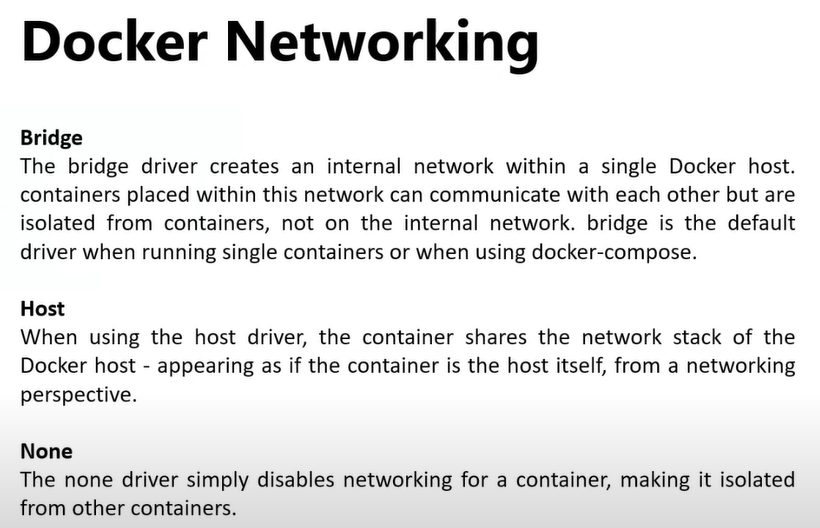 Docker Networking
Bridge
The bridge driver creates an internal network within a single Docker host.
containers placed within this network can communicate with each other but are
isolated from containers, not on the internal network. bridge is the default
driver when running single containers or when using docker-compose.
Host
When using the host driver, the container shares the network stack of the
Docker host - appearing as if the container is the host itself, from a networking
perspective.
None
The none driver simply disables networking for a container, making it isolated
from other containers.